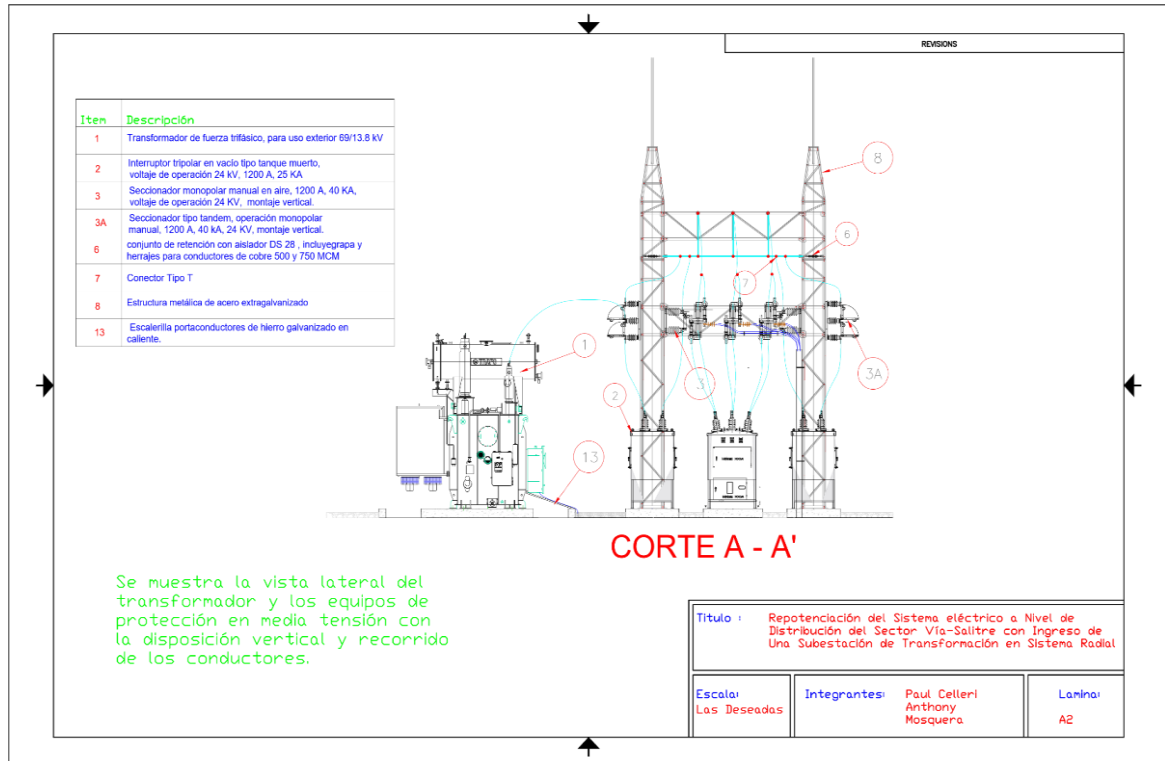 REVISIONS
Item Descripción
1 Transformador de fuerza trifásico, para uso exterior 69/13.8 kV
2 Interruptor tripolar en vacío tipo tanque muerto,
voltaje de operación 24 kV, 1200 A, 25 KA
3 Seccionador monopolar manual en aire, 1200 A, 40 KA,
voltaje de operación 24 KV, montaje vertical.
3A Seccionador tipo tandem, operación monopolar
manual, 1200 A, 40 kA, 24 KV, montaje vertical.
6 conjunto de retención con aislador DS 28 , incluyegrapa y
herrajes para conductores de cobre 500 y 750 MCM
7 Conector Tipo T
8 Estructura metálica de acero extragalvanizado
13 Escalerilla portaconductores de hierro galvanizado en
caliente.
8
6
7
1
3
3A
2
13
CORTE A - A'
Se muestra la vista lateral del
transformador y los equipos de
protección en media tensión con
la disposición vertical y recorrido
de los conductores.
Titulo : Repotenciación del Sistema eléctrico a Nivel de
Distribución del Sector Vía-Salitre con Ingreso de
Una Subestación de Transformación en Sistema Radial
Escala:
Las Deseadas
Integrantes: Paul Celleri
Anthony
Mosquera
Lamina:
A2